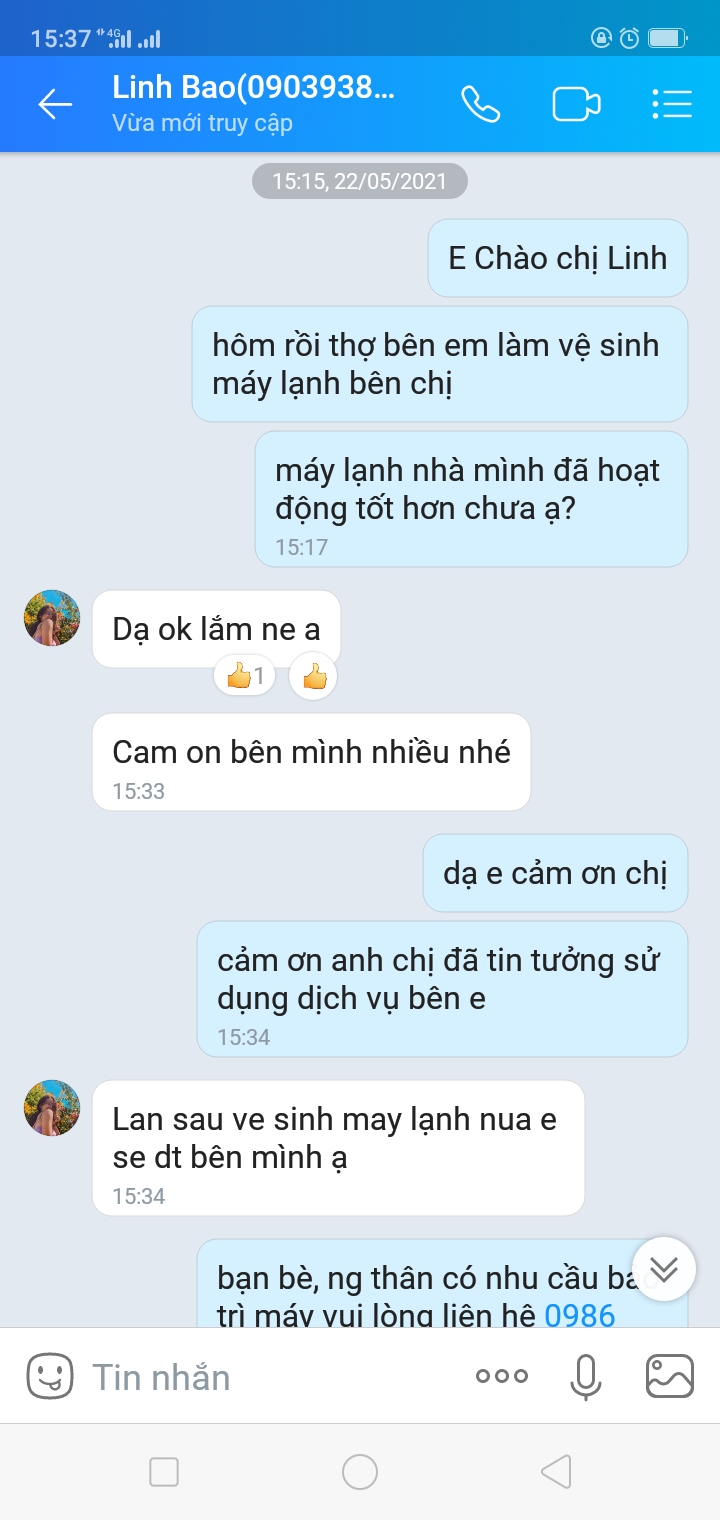 15:37 4G
Linh Bao(0903938...
Vừa mới truy cập
15:15, 22/05/2021
E Chào chị Linh
hôm rồi thợ bên em làm vệ sinh
máy lạnh bên chị
máy lạnh nhà mình đã hoạt
động tốt hơn chưa ạ?
15:17
Dạ ok lắm ne a
1
Cam on bên mình nhiều nhé
15:33
dạ e cảm ơn chị
cảm ơn anh chị đã tin tưởng sử
dụng dịch vụ bên e
15:34
Lan sau ve sinh may lạnh nua e
se dt bên mình ạ
15:34
bạn bè, ng thân có nhu cầu bảo
trì máy vui lòng liên hệ 0986
Tin nhắn